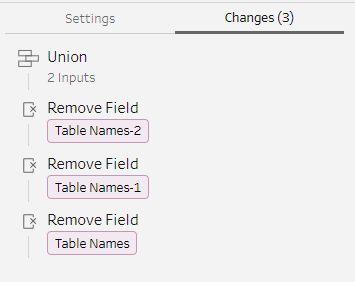 Settings
Changes (3)
Union
2 Inputs
Remove Field
Table Names-2
Remove Field
Table Names-1
Remove Field
Table Names